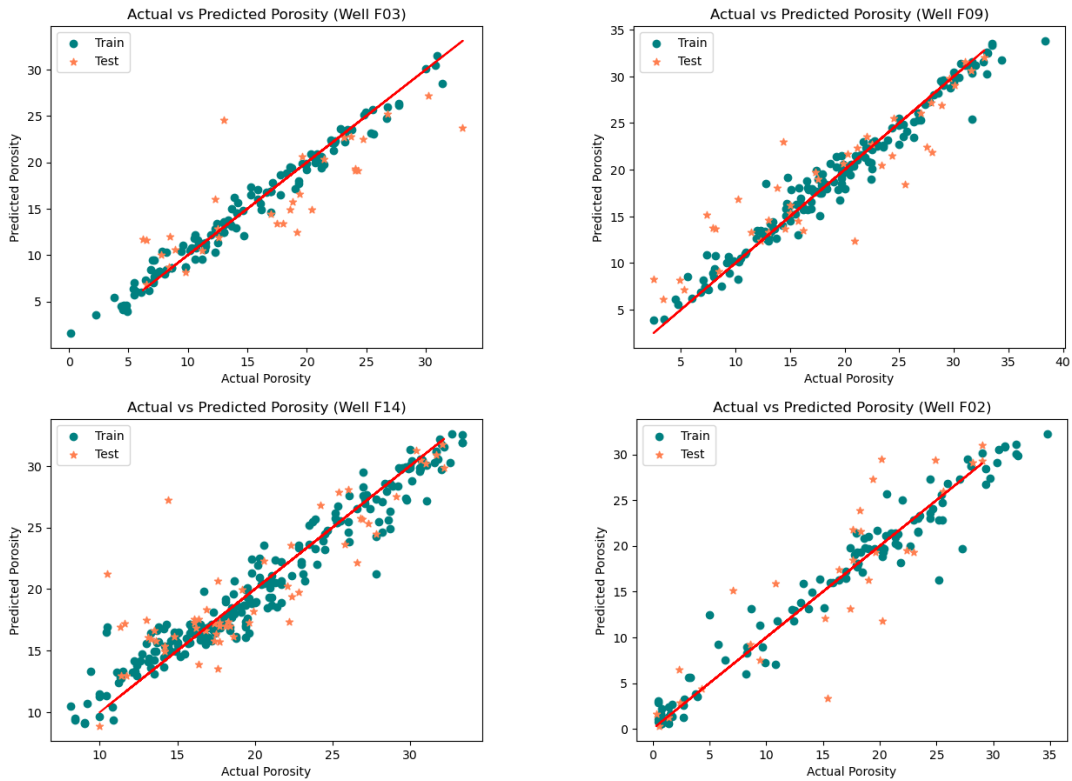 Actual vs Predicted Porosity (Well F03)
Train
Test
Predicted Porosity
30
25
20
15
10
5
0 5 10 15 20 25 30
Actual Porosity
Actual vs Predicted Porosity (Well F09)
Train
Test
Predicted Porosity
35
30
25
20
15
10
5
5 10 15 20 25 30 35 40
Actual Porosity
Actual vs Predicted Porosity (Well F14)
Train
Test
Predicted Porosity
30
25
20
15
10
10 15 20 25 30
Actual Porosity
Actual vs Predicted Porosity (Well F02)
Train
Test
Predicted Porosity
30
25
20
15
10
5
0
0 5 10 15 20 25 30 35
Actual Porosity